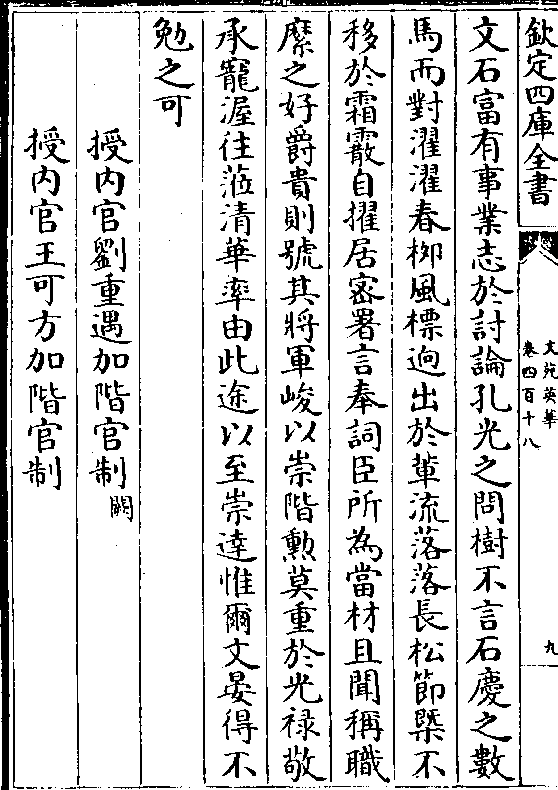 欽定四庫全書
文苑英華
卷四百十八
九
文石富有事業志於討論孔光之問樹不言石慶之數
馬而對濯濯春栁風標逈出於軰流落落長松節槩不
移於霜霰自擢居宻署言奉詞臣所為當材且聞稱職
縻之好爵貴則號其將軍峻以崇階勲莫重於光禄敬
承寵渥往蒞清華率由此途以至崇達惟爾文晏得不
勉之可
授内官劉重遇加階官制闕
授内官王可方加階官制